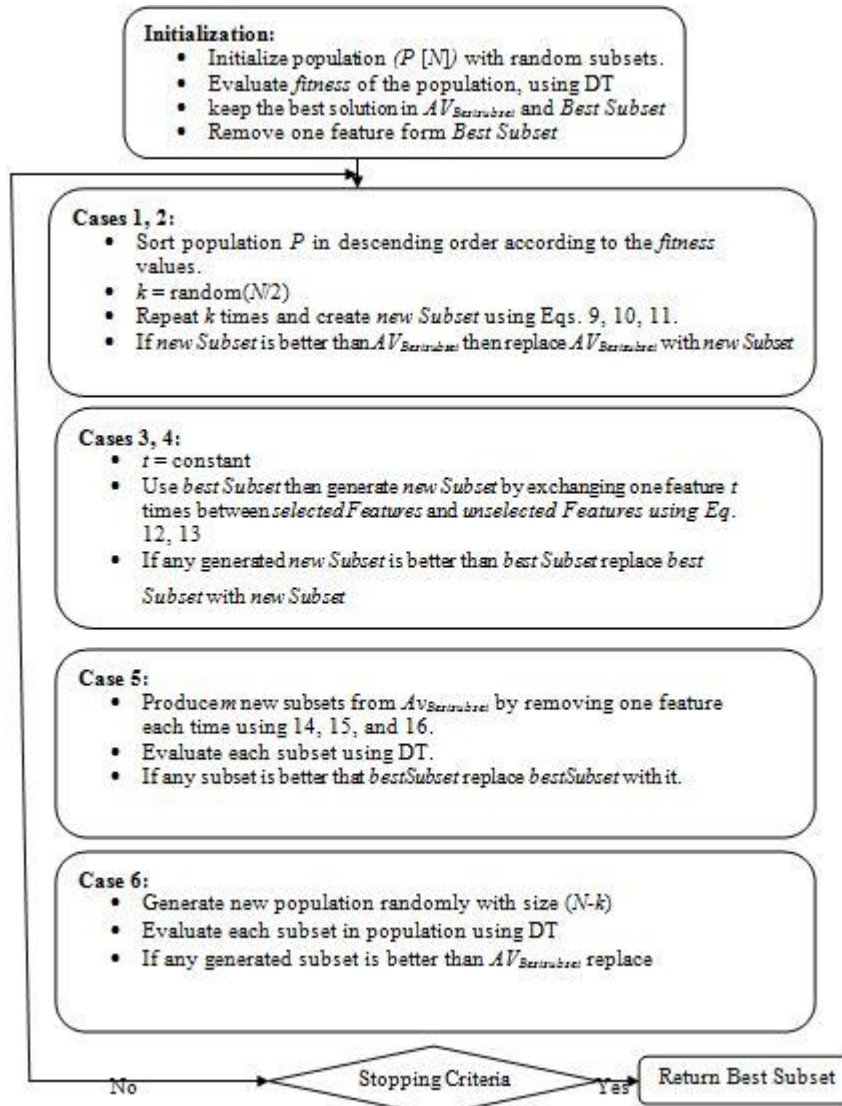 Initialization:
• Initialize population (P [N]) with random subsets.
• Evaluate fitness of the population, using DT
• keep the best solution in AVBestsubset and Best Subset
• Remove one feature form Best Subset
Cases 1, 2:
• Sort population P in descending order according to the fitness
values.
• k = random(N/2)
• Repeat k times and create new Subset using Eqs. 9, 10, 11.
• If new Subset is better than AVBestsubset then replace AVBestsubset with new Subset
Cases 3, 4:
• t = constant
• Use best Subset then generate new Subset by exchanging one feature t
times between selected Features and unselected Features using Eq.
12, 13
• If any generated new Subset is better than best Subset replace best
Subset with new Subset
Case 5:
• Produce m new subsets from AvBestsubset by removing one feature
each time using 14, 15, and 16.
• Evaluate each subset using DT.
• If any subset is better that bestSubset replace bestSubset with it.
Case 6:
• Generate new population randomly with size (N-k)
• Evaluate each subset in population using DT
• If any generated subset is better than AVBestsubset replace
No
Stopping Criteria
Yes
Return Best Subset